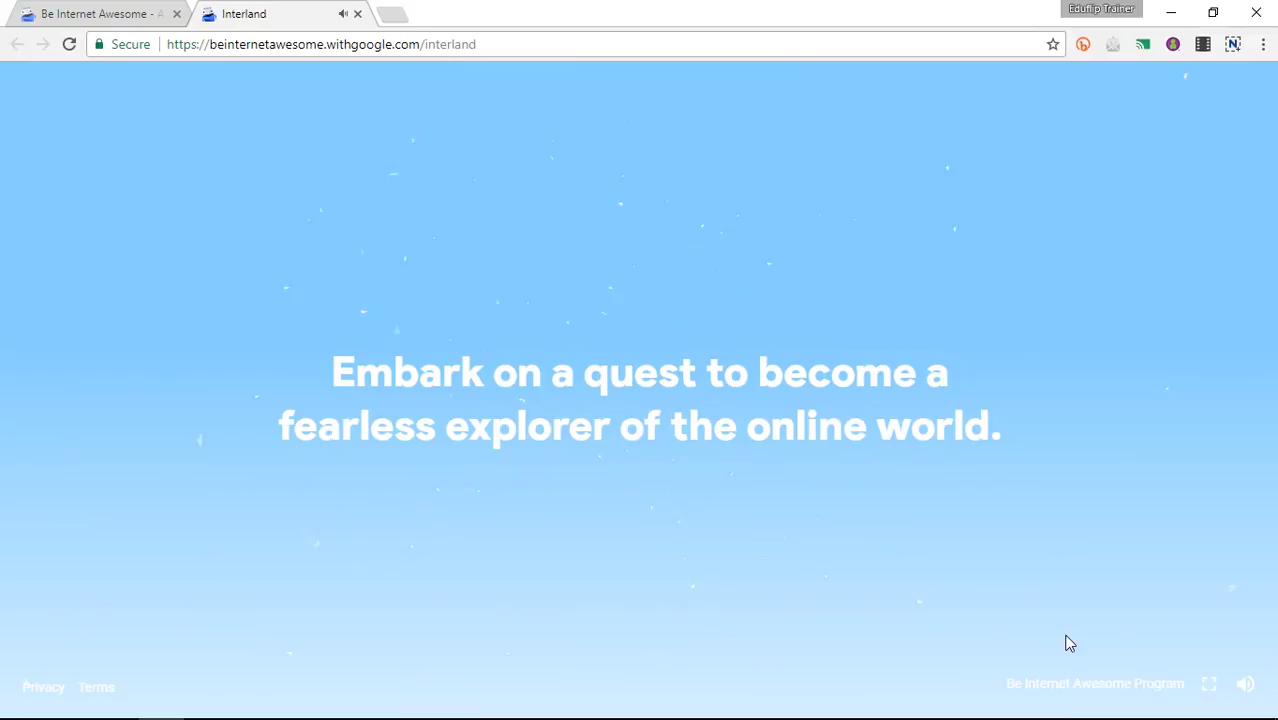 Be Internet Awesome - A
Interland
Eduflip Trainer
Secure
https://beinternetawesome.withgoogle.com/interland
Embark on a quest to become a
fearless explorer of the online world.
Privacy Terms
Be Internet Awesome Program